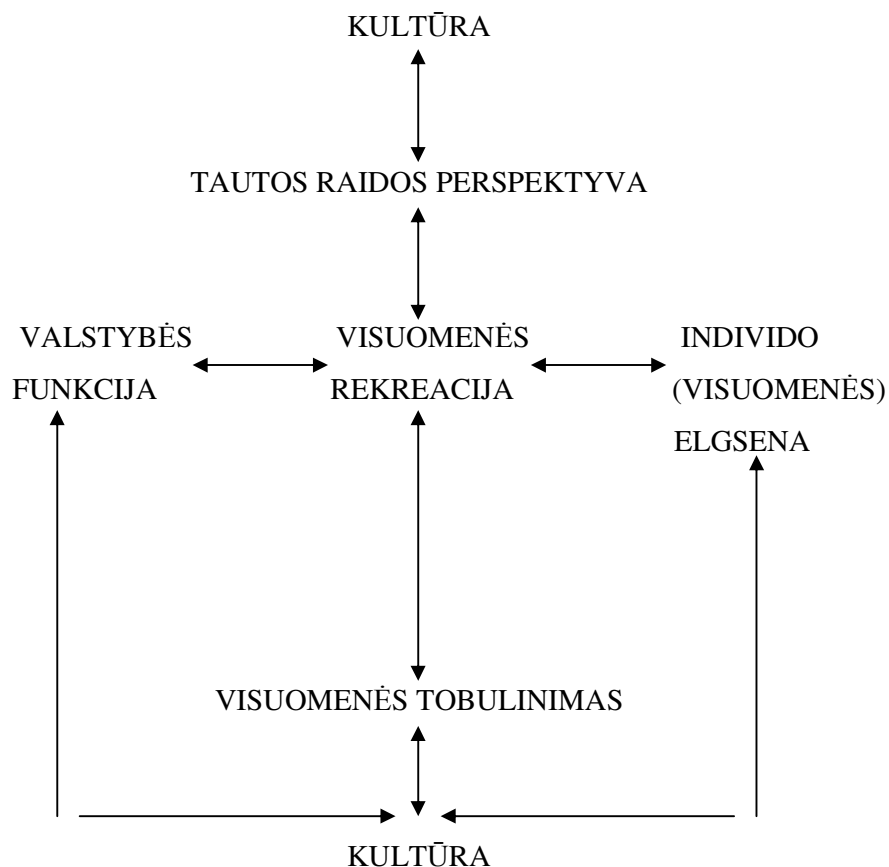 KULTŪRA
TAUTOS RAIDOS PERSPEKTYVA
VALSTYBĖS
FUNKCIJA
VISUOMENĖS
REKREACIJA
INDIVIDO
(VISUOMENĖS)
ELGSENA
VISUOMENĖS TOBULINIMAS
KULTŪRA